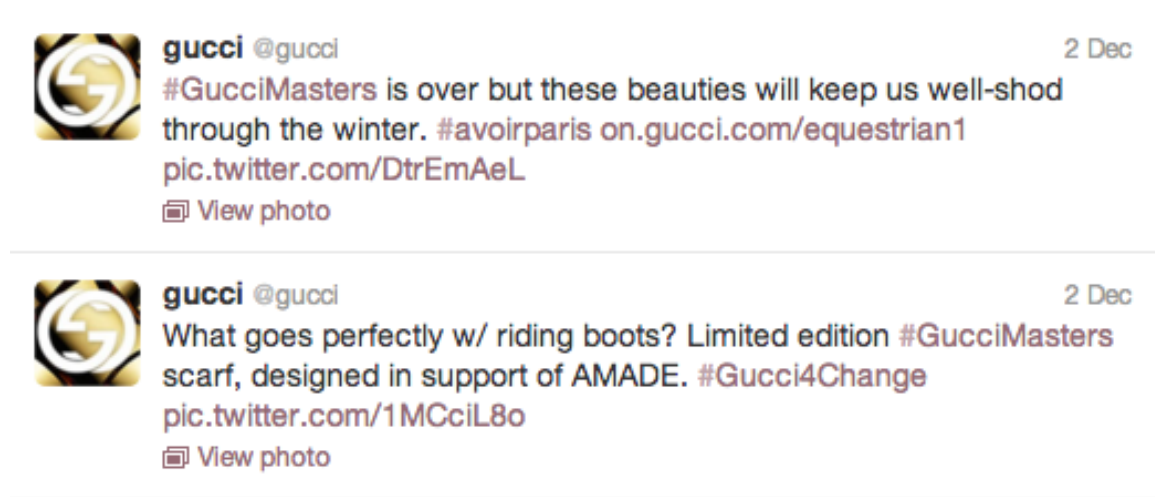 gucci @gucci 2 Dec
#GucciMasters is over but these beauties will keep us well-shod
through the winter. #avoirparis on.gucci.com/equestrian1
pic.twitter.com/DtrEmAeL
View photo
gucci @gucci 2 Dec
What goes perfectly w/ riding boots? Limited edition #GucciMasters
scarf, designed in support of AMADE. #Gucci4Change
pic.twitter.com/1MCciL8o
View photo